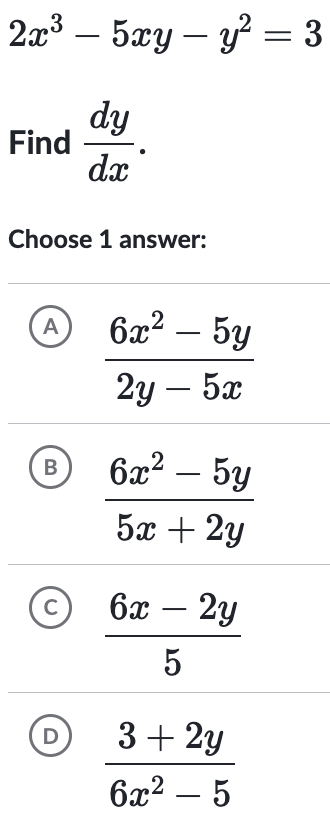 2x³ − 5xy − y² = 3
Find dy/dx.
Choose 1 answer:
A (6x² − 5y)/(2y − 5x)
B (6x² − 5y)/(5x + 2y)
C (6x − 2y)/5
D (3 + 2y)/(6x² − 5)